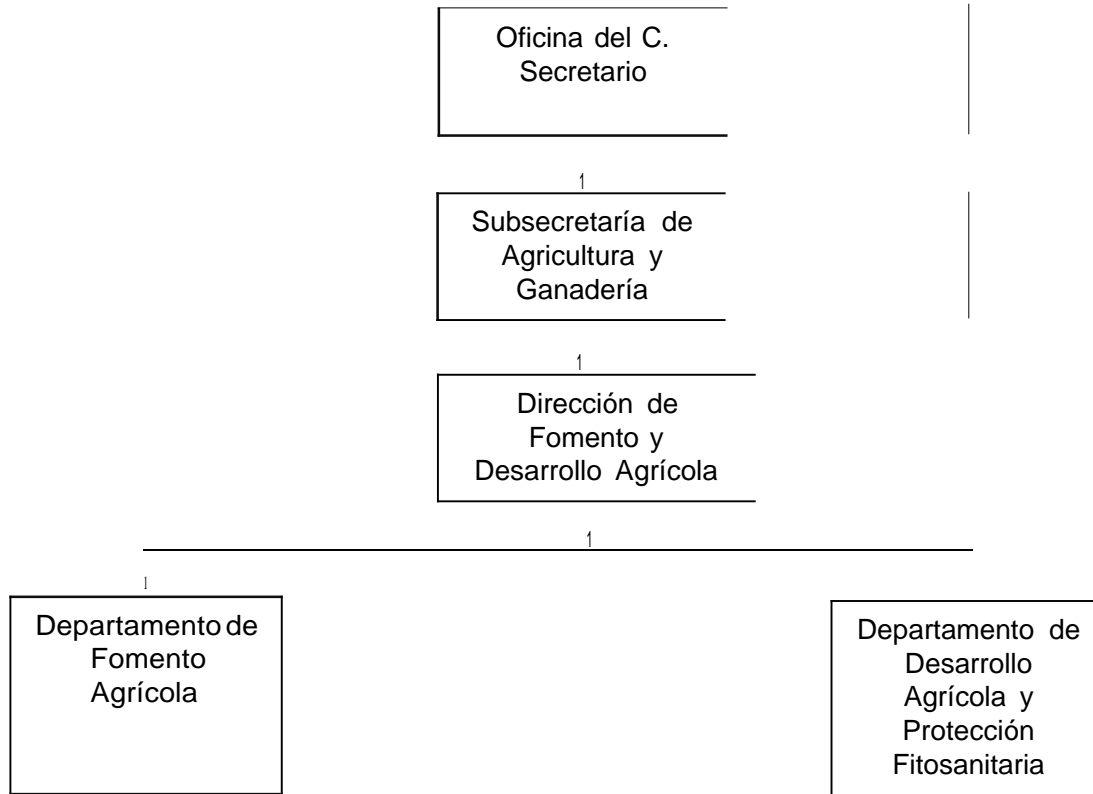 Oficina del C.
Secretario
1
Subsecretaría de
Agricultura y
Ganadería
1
Dirección de
Fomento y
Desarrollo Agrícola
1
1
Departamento de
Fomento
Agrícola
Departamento de
Desarrollo
Agrícola y
Protección
Fitosanitaria